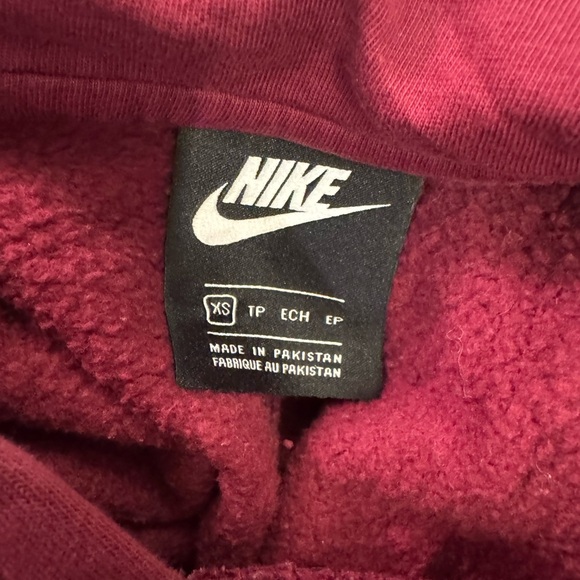 NIKE
XS TP ECH EP
MADE IN PAKISTAN
FABRIQUE AU PAKISTAN